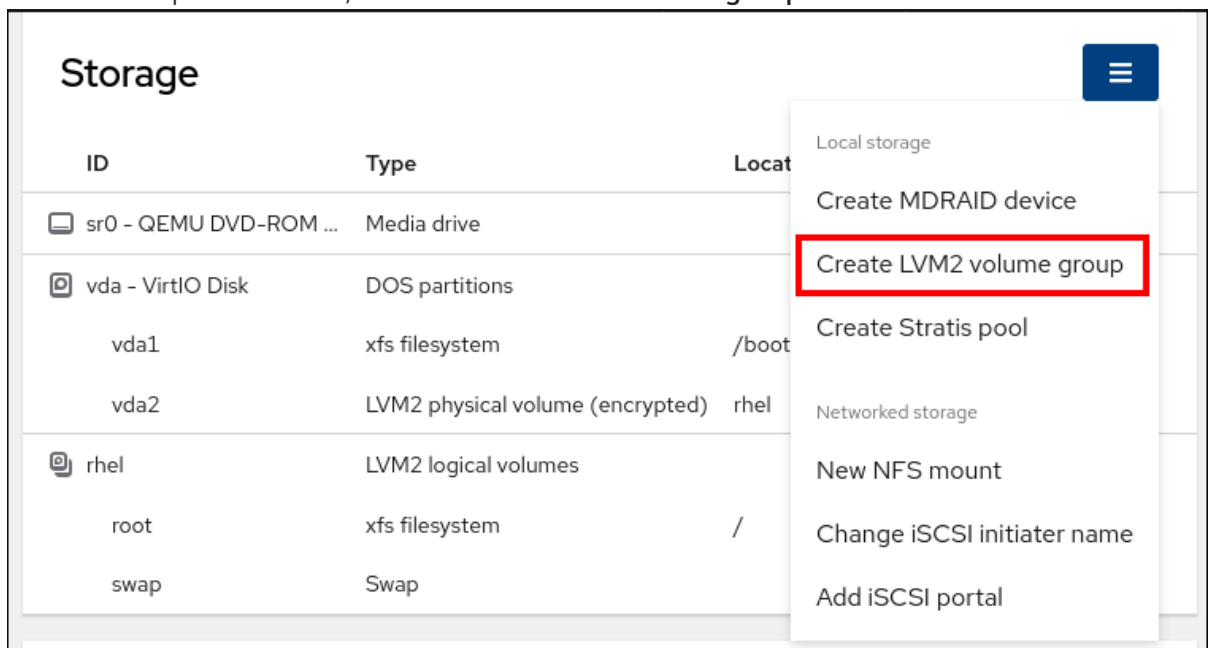 Storage
ID Type Locat
sr0 - QEMU DVD-ROM ... Media drive
vda - VirtIO Disk DOS partitions
vda1 xfs filesystem /boot
vda2 LVM2 physical volume (encrypted) rhel
rhel LVM2 logical volumes
root xfs filesystem /
swap Swap
Local storage
Create MDRAID device
Create LVM2 volume group
Create Stratis pool
Networked storage
New NFS mount
Change iSCSI initiater name
Add iSCSI portal